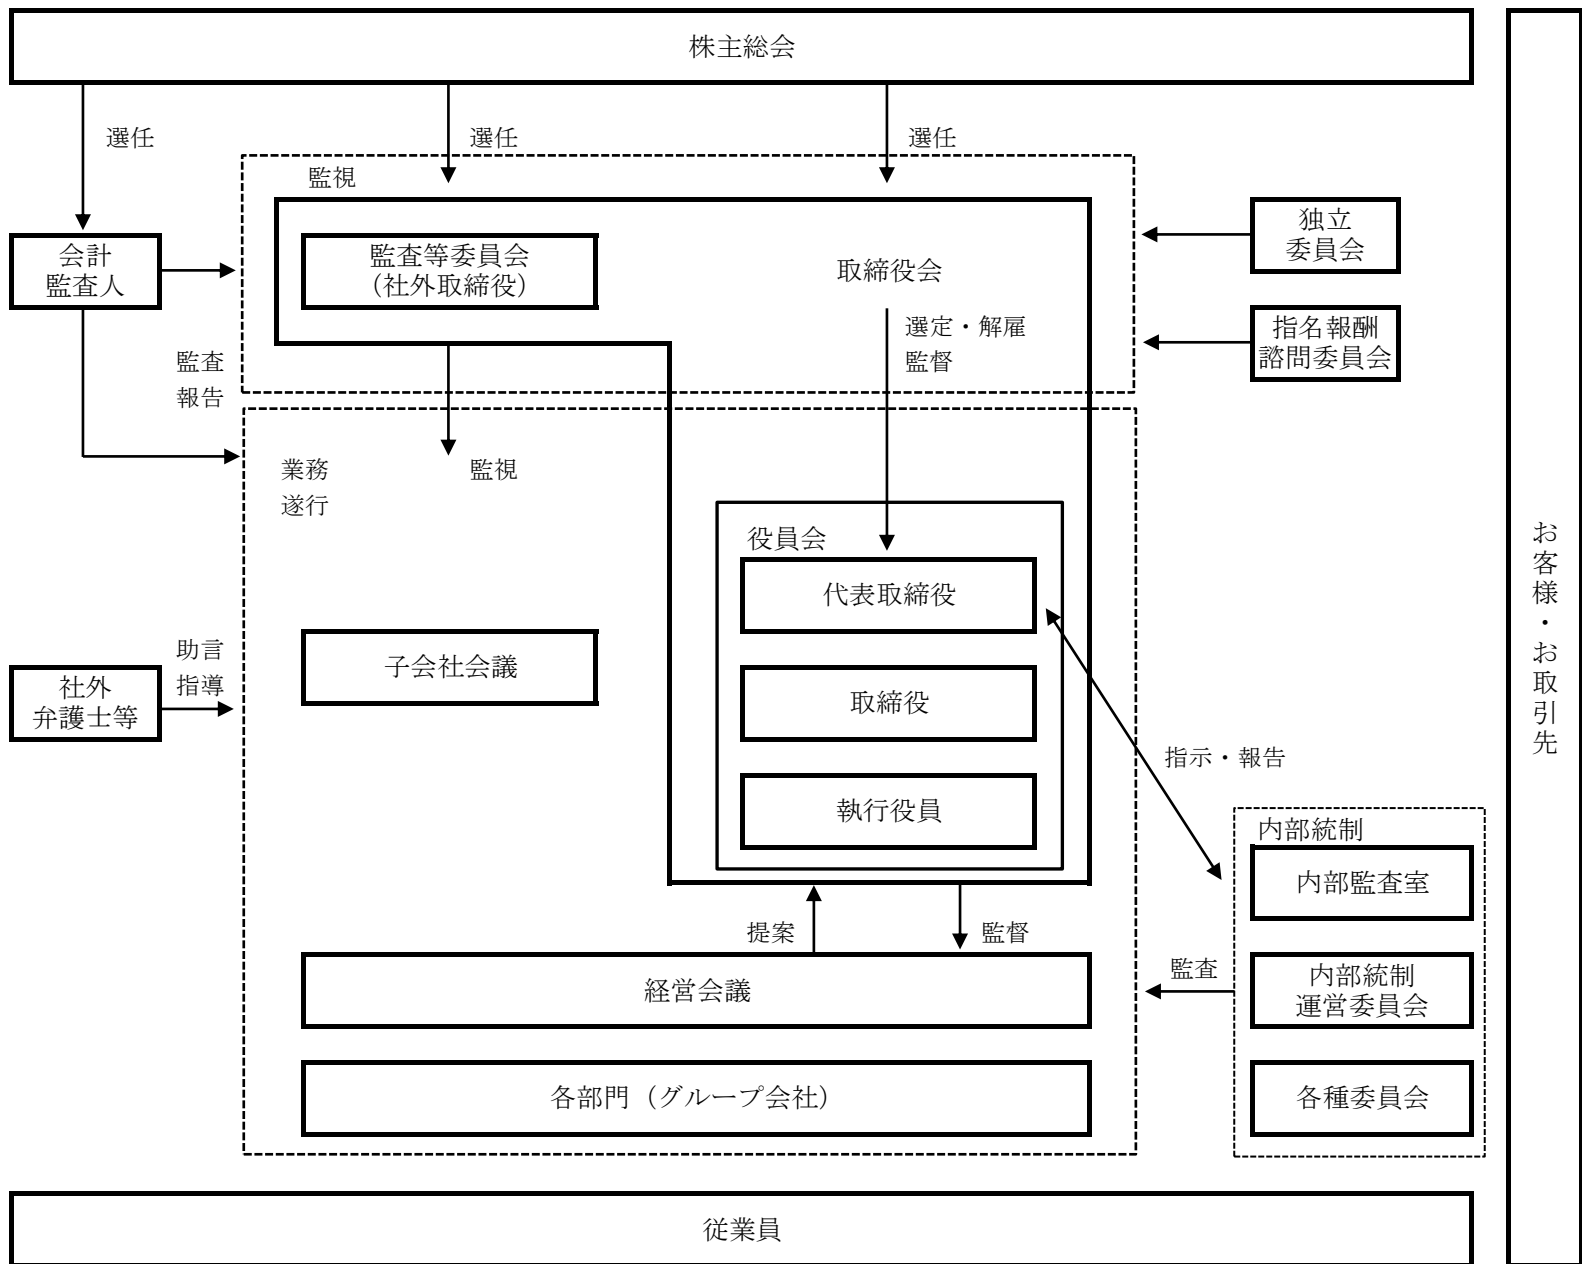 株主総会
選任
選任
選任
監視
独立
委員会
会計
監査人
監査等委員会
（社外取締役）
取締役会
選定・解雇
監督
指名報酬
諮問委員会
監査
報告
業務
遂行
監視
役員会
代表取締役
お客様・お取引先
助言
指導
子会社会議
社外
弁護士等
取締役
指示・報告
執行役員
内部統制
内部監査室
提案
監督
経営会議
監査
内部統制
運営委員会
各部門（グループ会社）
各種委員会
従業員